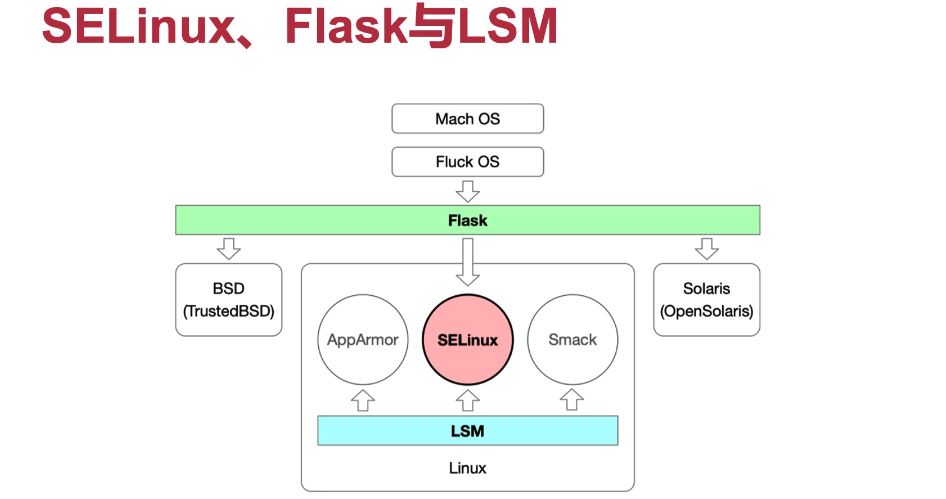 SELinux、Flask与LSM
Mach OS
Fluck OS
Flask
BSD
(TrustedBSD)
Solaris
(OpenSolaris)
AppArmor
SELinux
Smack
LSM
Linux